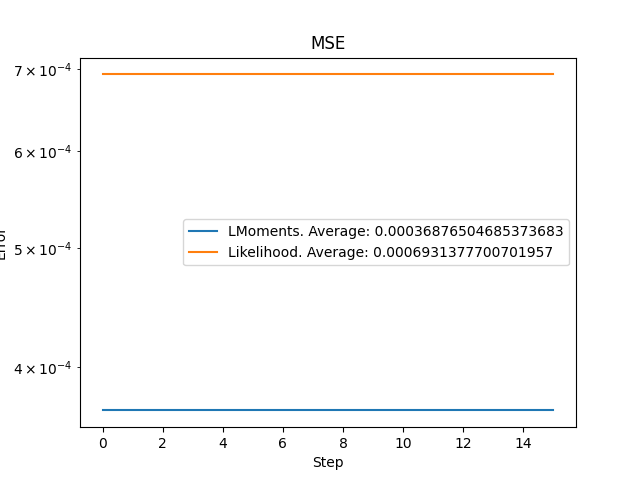 MSE
7 × 10⁻⁴
6 × 10⁻⁴
5 × 10⁻⁴
4 × 10⁻⁴
Error
LMoments. Average: 0.00036876504685373683
Likelihood. Average: 0.0006931377700701957
0 2 4 6 8 10 12 14
Step